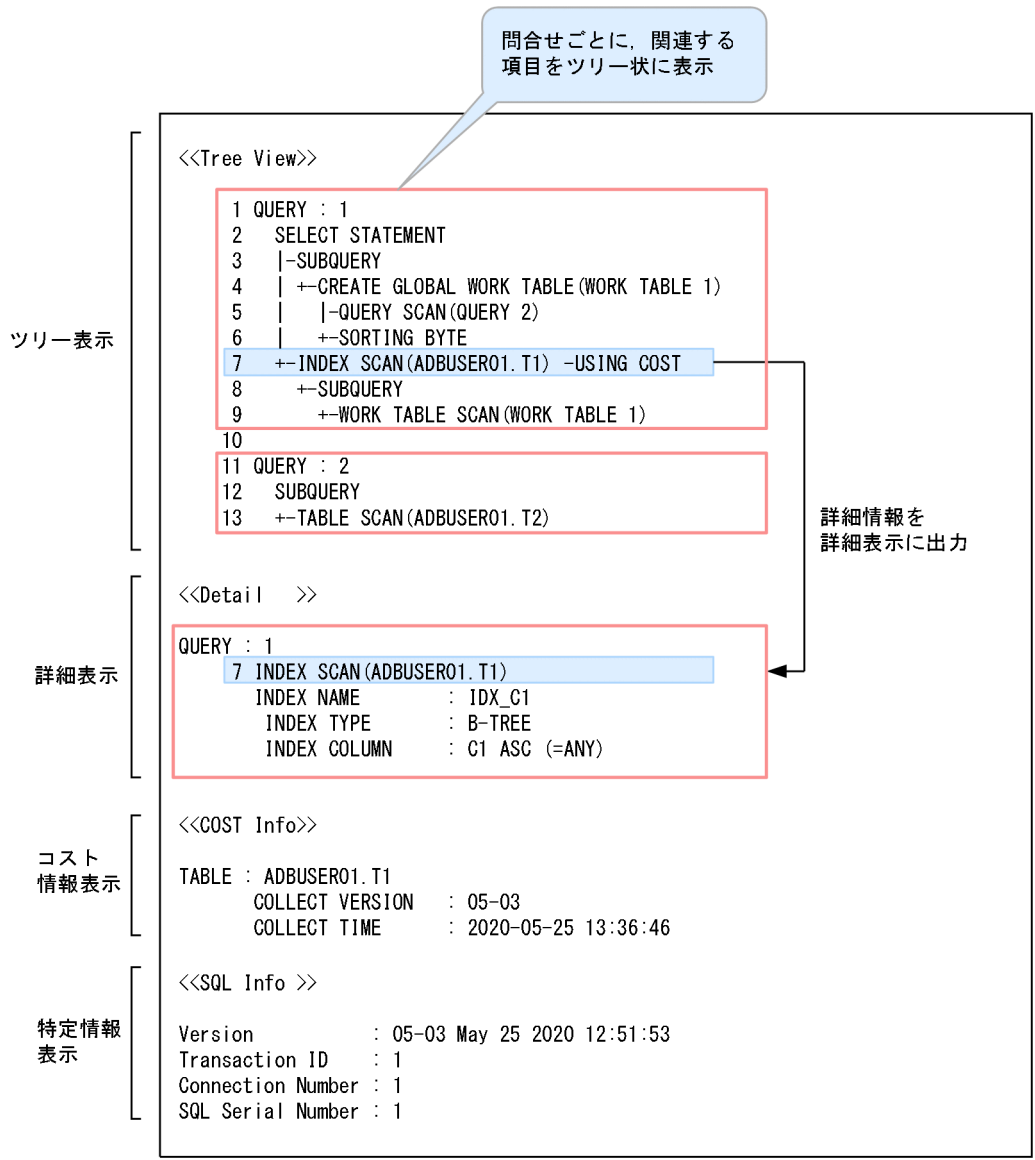 問合せごとに，関連する
項目をツリー状に表示
<<Tree View>>
1 QUERY : 1
2   SELECT STATEMENT
3   |-SUBQUERY
4   | +-CREATE GLOBAL WORK TABLE(WORK TABLE 1)
5   |   |-QUERY SCAN(QUERY 2)
6   |   +-SORTING BYTE
7   +-INDEX SCAN(ADBUSER01.T1) -USING COST
8     +-SUBQUERY
9       +-WORK TABLE SCAN(WORK TABLE 1)
10
11 QUERY : 2
12   SUBQUERY
13   +-TABLE SCAN(ADBUSER01.T2)
ツリー表示
詳細情報を
詳細表示に出力
<<Detail   >>
QUERY : 1
7 INDEX SCAN(ADBUSER01.T1)
INDEX NAME        : IDX_C1
INDEX TYPE       : B-TREE
INDEX COLUMN     : C1 ASC (=ANY)
詳細表示
<<COST Info>>
TABLE : ADBUSER01.T1
COLLECT VERSION   : 05-03
COLLECT TIME      : 2020-05-25 13:36:46
コスト
情報表示
<<SQL Info >>
Version           : 05-03 May 25 2020 12:51:53
Transaction ID    : 1
Connection Number : 1
SQL Serial Number : 1
特定情報
表示